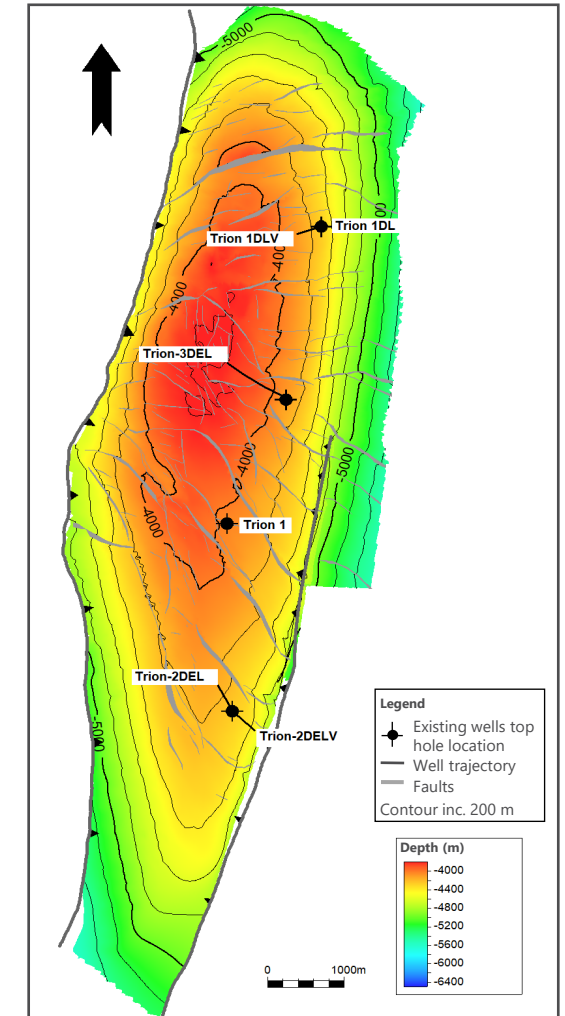 -5000
Trion 1DL
Trion 1DLV
-4000
-4000
Trion-3DEL
-4000
-5000
-4000
Trion 1
Trion-2DEL
-5000
Trion-2DELV
Legend
Existing wells top
hole location
Well trajectory
Faults
Contour inc. 200 m
Depth (m)
-4000
-4400
-4800
-5200
-5600
-6000
-6400
0
1000m